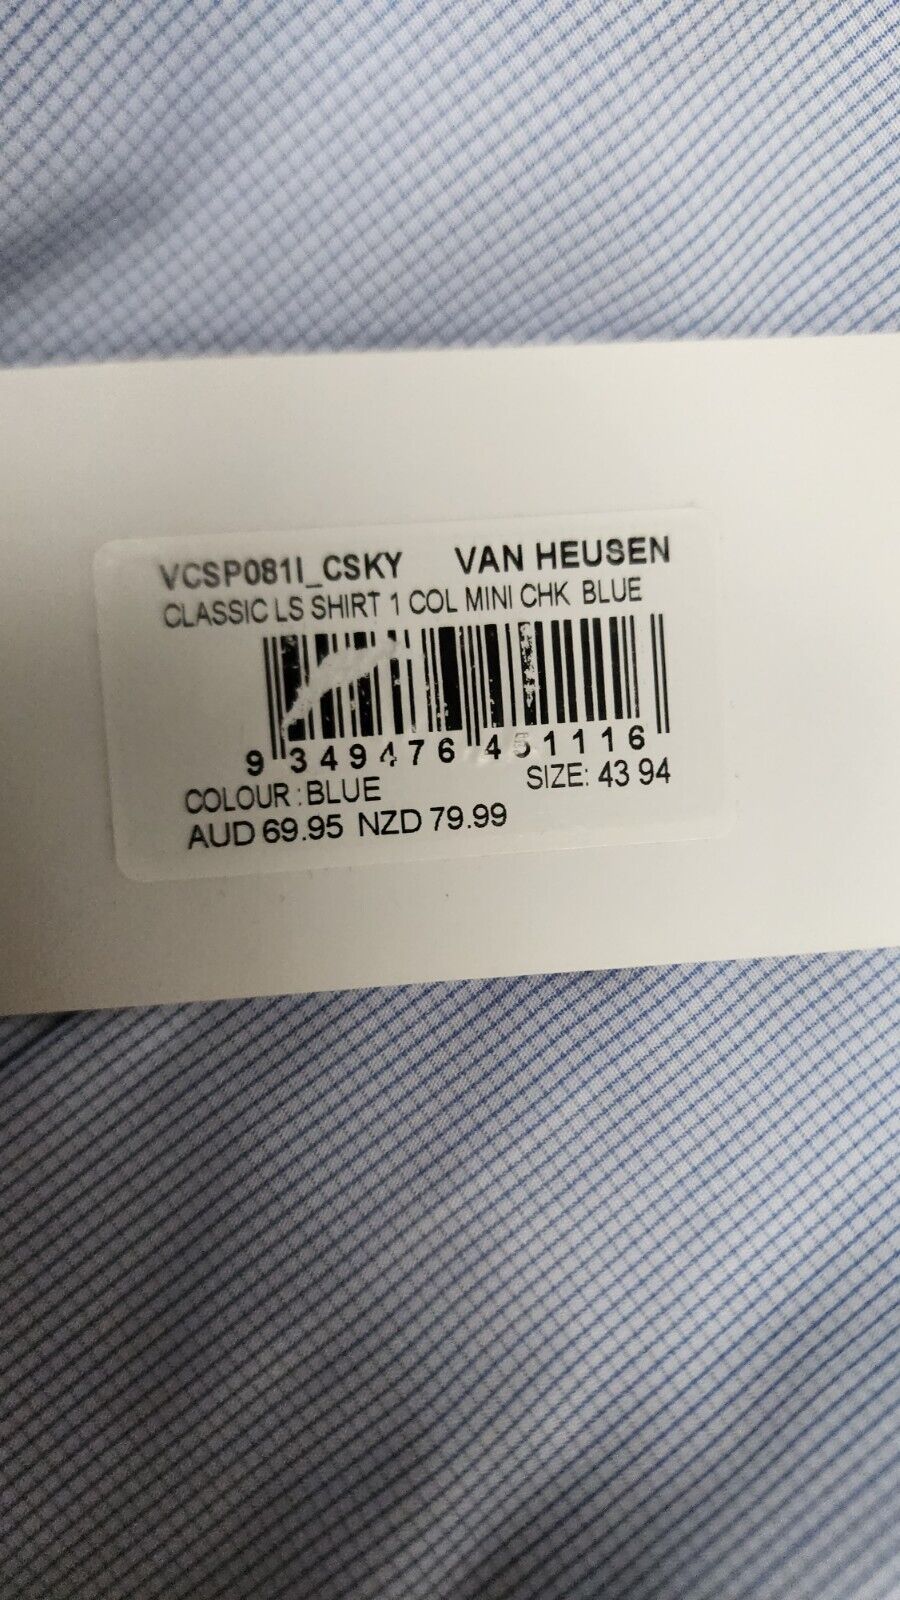 VCSP081I_CSKY VAN HEUSEN
CLASSIC LS SHIRT 1 COL MINI CHK BLUE
9 349476 451116
COLOUR : BLUE SIZE: 43 94
AUD 69.95 NZD 79.99